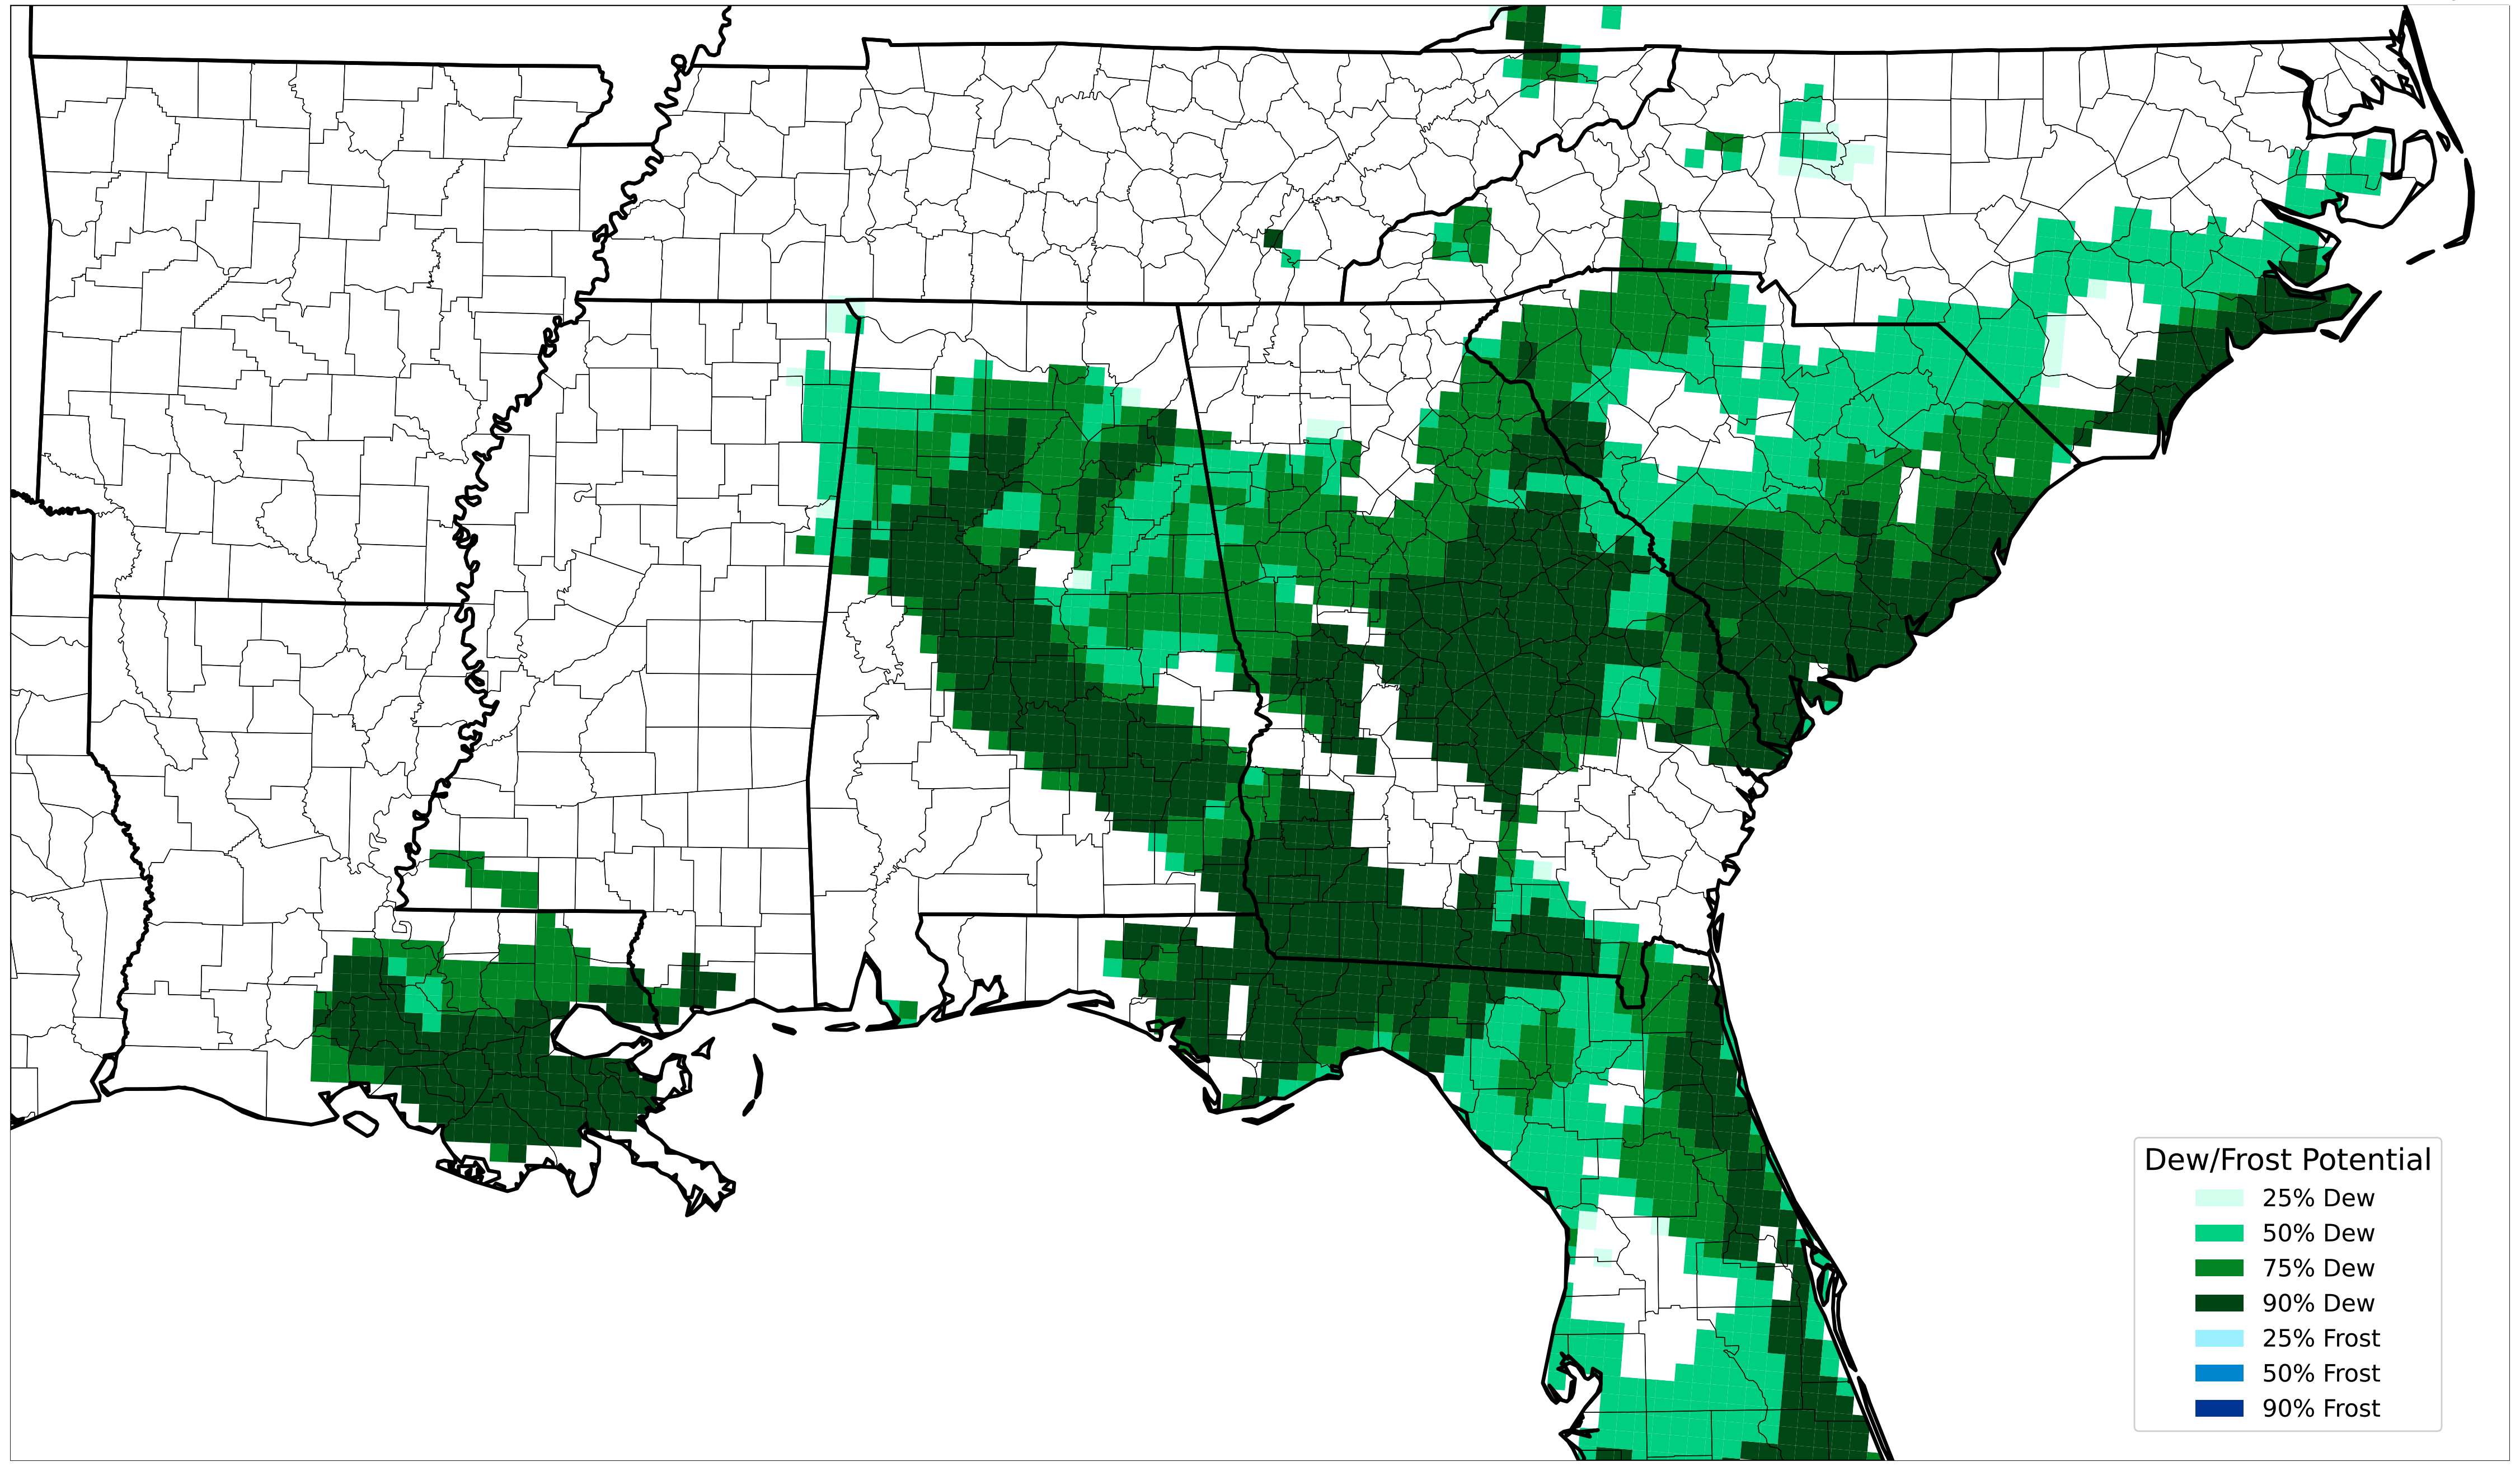 Dew/Frost Potential
25% Dew
50% Dew
75% Dew
90% Dew
25% Frost
50% Frost
90% Frost